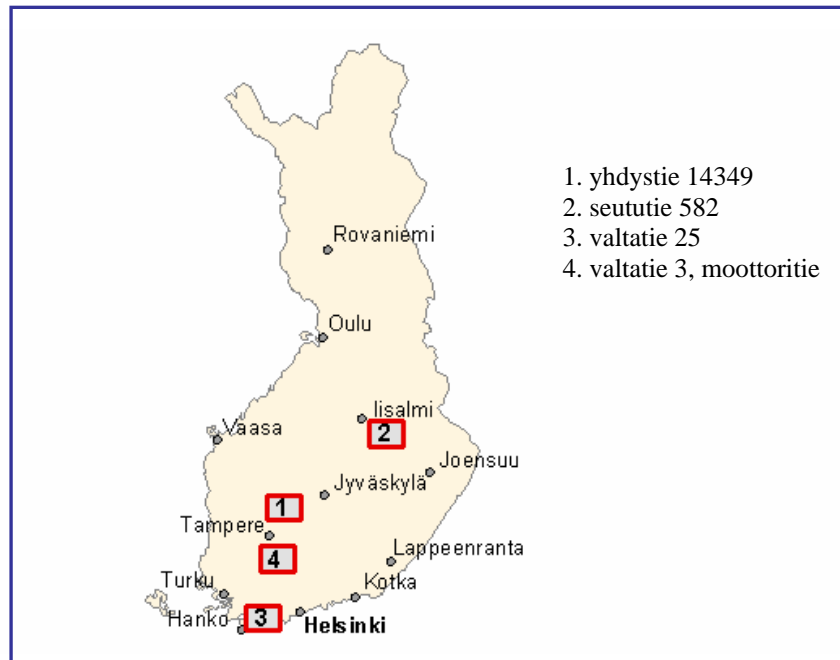 1. yhdystie 14349
2. seututie 582
3. valtatie 25
4. valtatie 3, moottoritie
Rovaniemi
Oulu
Iisalmi
2
Vaasa
Joensuu
Jyväskylä
1
Tampere
4
Lappeenranta
Turku
Kotka
Hanko
3
Helsinki